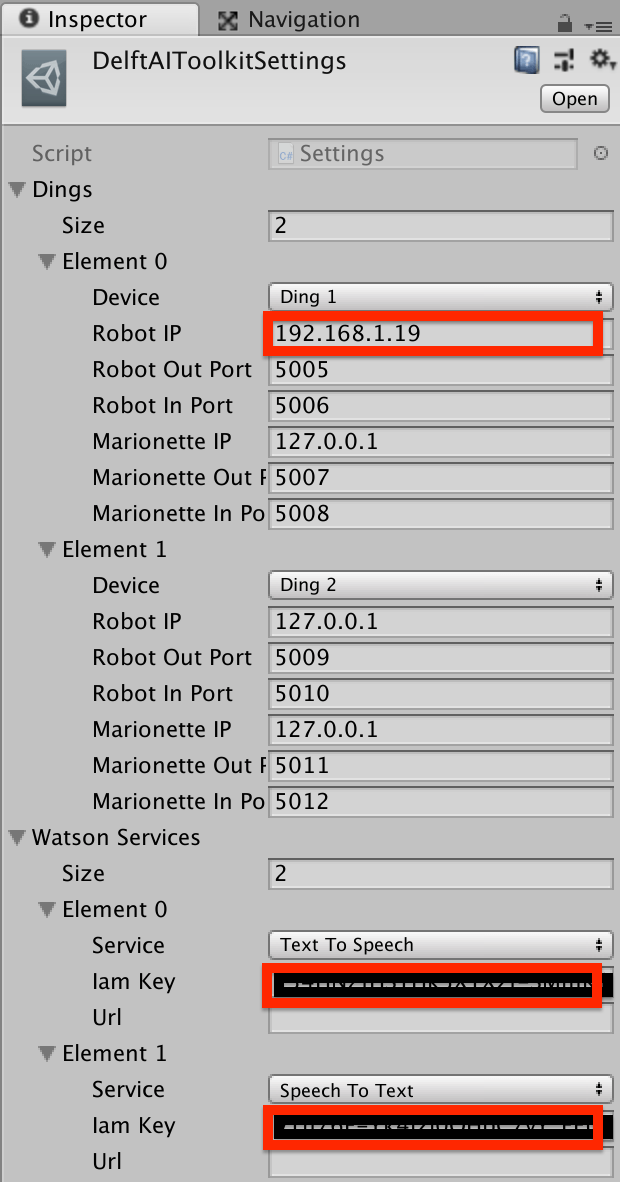 Inspector Navigation
DelftAIToolkitSettings
Open
Script Settings
Dings
Size 2
Element 0
Device Ding 1
Robot IP 192.168.1.19
Robot Out Port 5005
Robot In Port 5006
Marionette IP 127.0.0.1
Marionette Out 5007
Marionette In Po 5008
Element 1
Device Ding 2
Robot IP 127.0.0.1
Robot Out Port 5009
Robot In Port 5010
Marionette IP 127.0.0.1
Marionette Out 5011
Marionette In Po 5012
Watson Services
Size 2
Element 0
Service Text To Speech
Iam Key
Url
Element 1
Service Speech To Text
Iam Key
Url